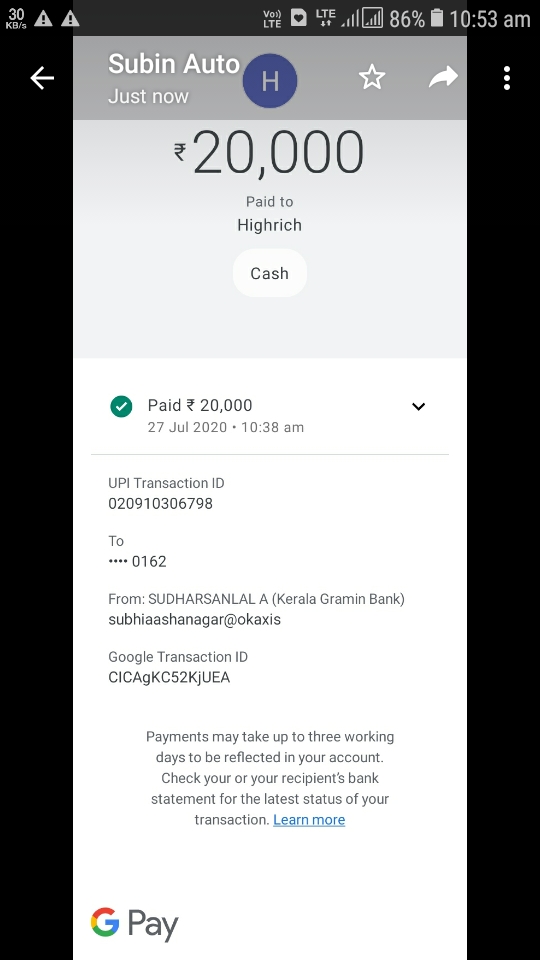 30
KB/s
Vo))
LTE
LTE
86%
10:53 am
Subin Auto
Just now
H
₹20,000
Paid to
Highrich
Cash
Paid ₹ 20,000
27 Jul 2020 • 10:38 am
UPI Transaction ID
020910306798
To
•••• 0162
From: SUDHARSANLAL A (Kerala Gramin Bank)
subhiaashanagar@okaxis
Google Transaction ID
CICAgKC52KjUEA
Payments may take up to three working
days to be reflected in your account.
Check your or your recipient's bank
statement for the latest status of your
transaction. Learn more
G Pay